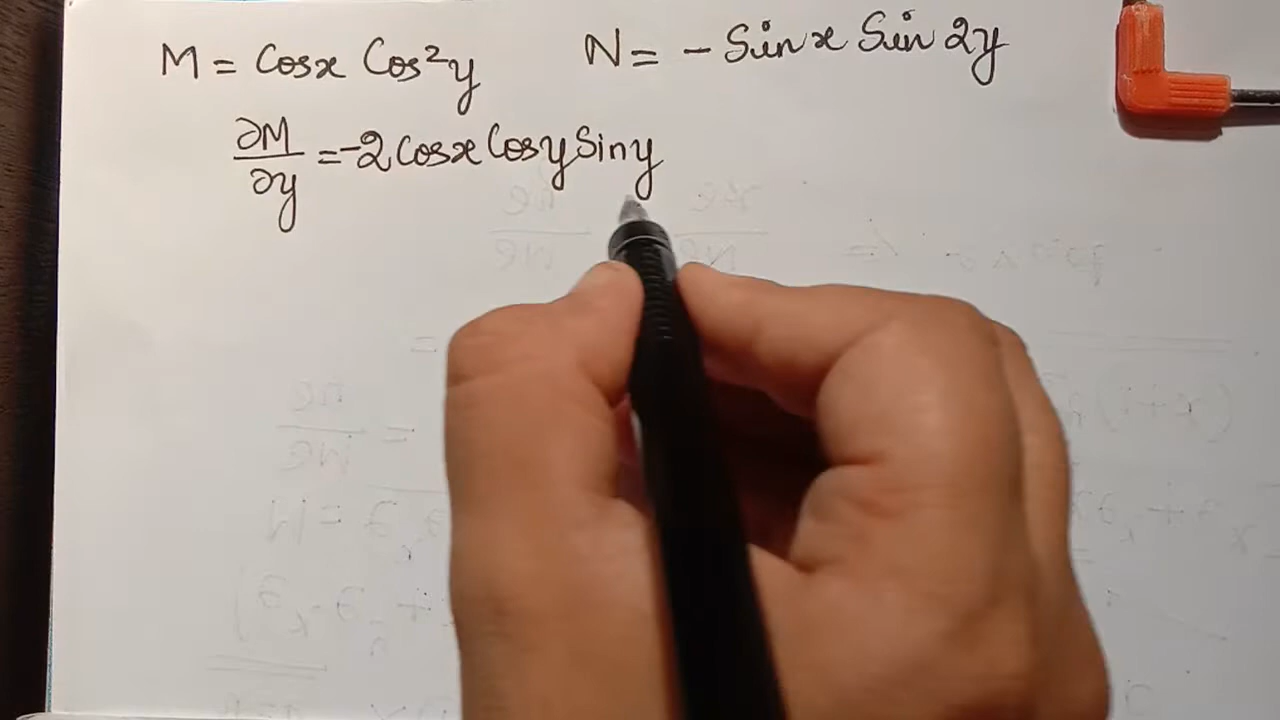 M = Cosx Cos²y N = - Sinx Sin 2y
∂M/∂y = -2 Cosx Cosy Siny